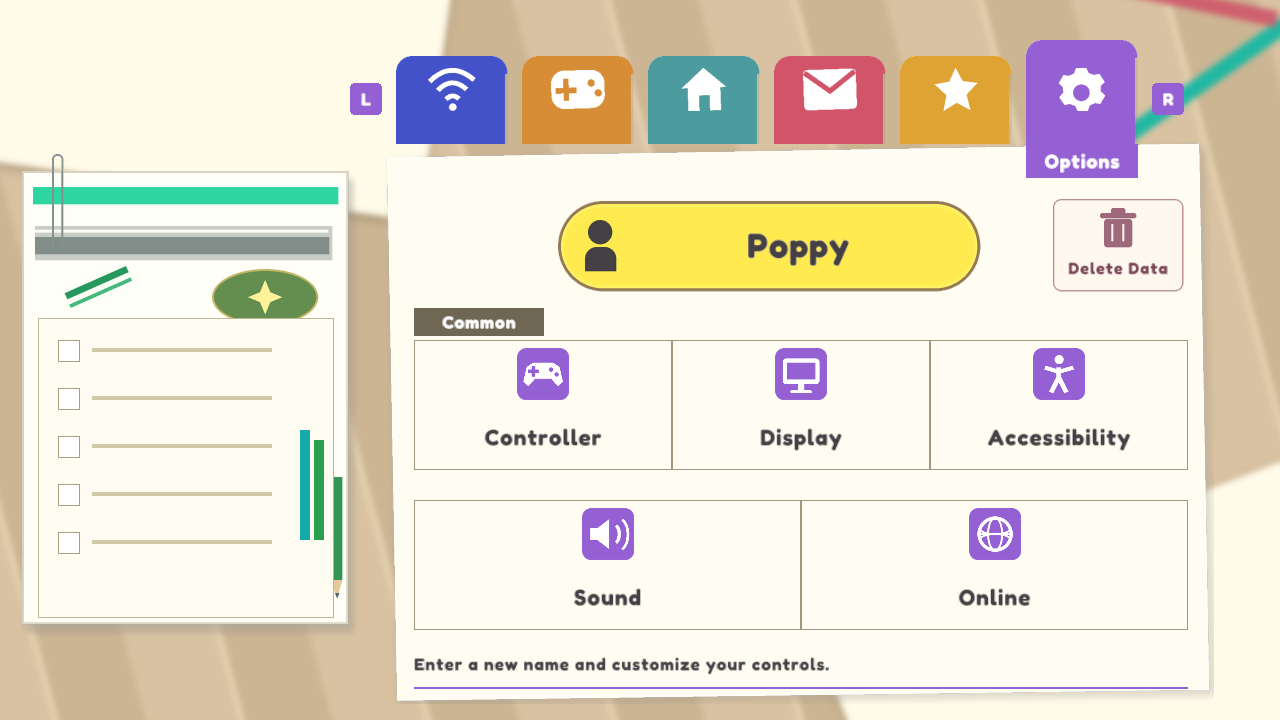 L
R
Options
Poppy
Delete Data
Common
Controller
Display
Accessibility
Sound
Online
Enter a new name and customize your controls.